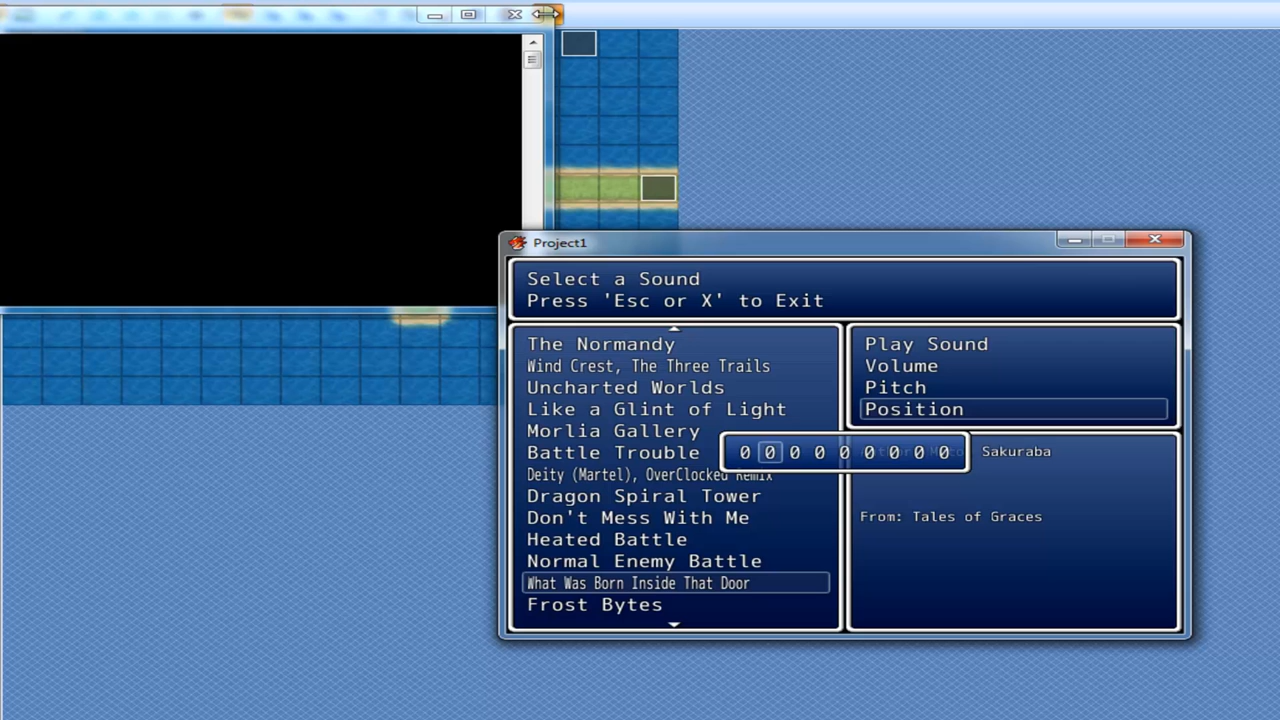 Project1
Select a Sound
Press 'Esc or X' to Exit
The Normandy
Wind Crest, The Three Trails
Uncharted Worlds
Like a Glint of Light
Morlia Gallery
Battle Trouble
Deity (Martel), OverClocked Remix
Dragon Spiral Tower
Don't Mess With Me
Heated Battle
Normal Enemy Battle
What Was Born Inside That Door
Frost Bytes
Play Sound
Volume
Pitch
Position
0 0 0 0 0 0 0 0 0
Sakuraba
From: Tales of Graces